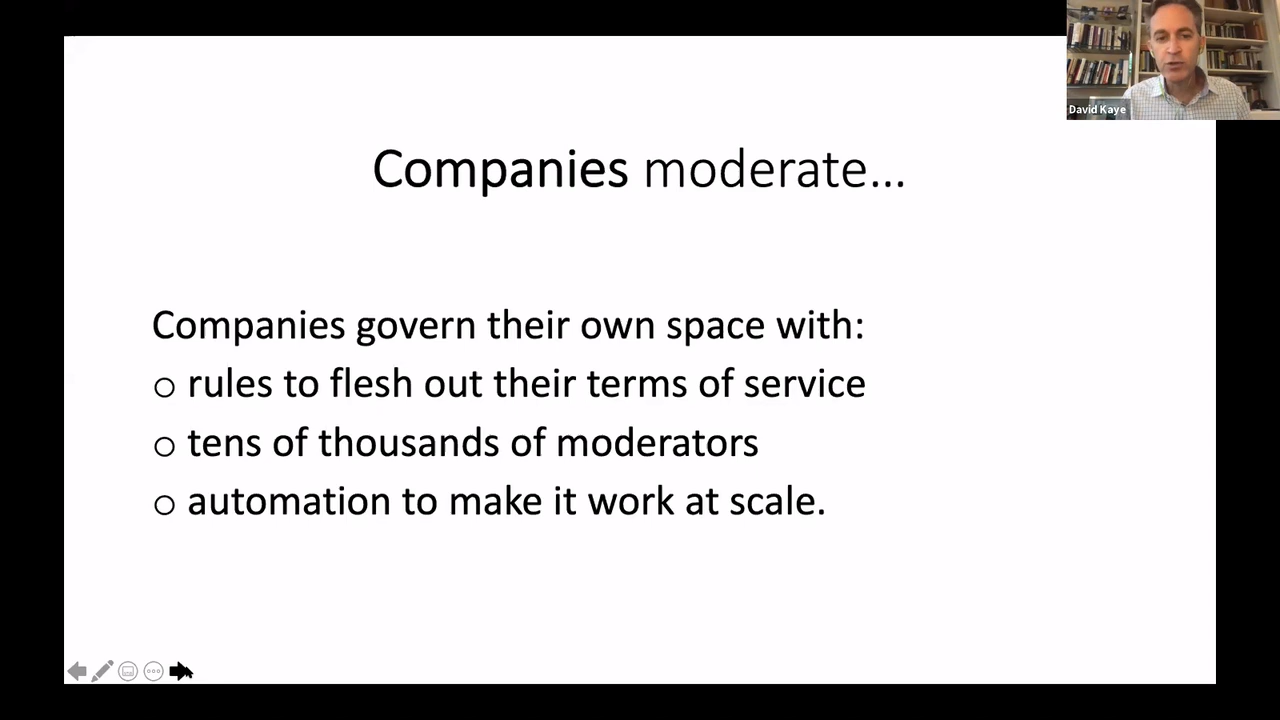 David Kaye
Companies moderate...
Companies govern their own space with:
o rules to flesh out their terms of service
o tens of thousands of moderators
o automation to make it work at scale.